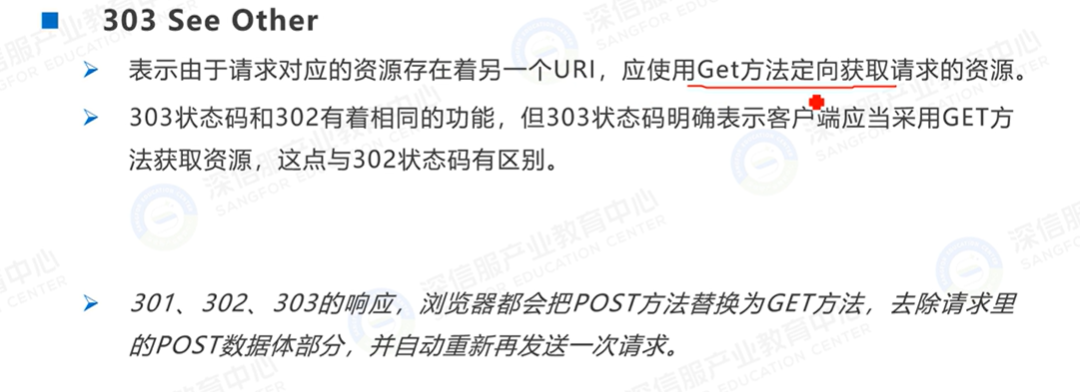 303 See Other
表示由于请求对应的资源存在着另一个URI，应使用Get方法定向获取请求的资源。
303状态码和302有着相同的功能，但303状态码明确表示客户端应当采用GET方
法获取资源，这点与302状态码有区别。
301、302、303的响应，浏览器都会把POST方法替换为GET方法，去除请求里
的POST数据体部分，并自动重新再发送一次请求。
深信服产业教育中心
SANGFOR EDUCATION CENTER